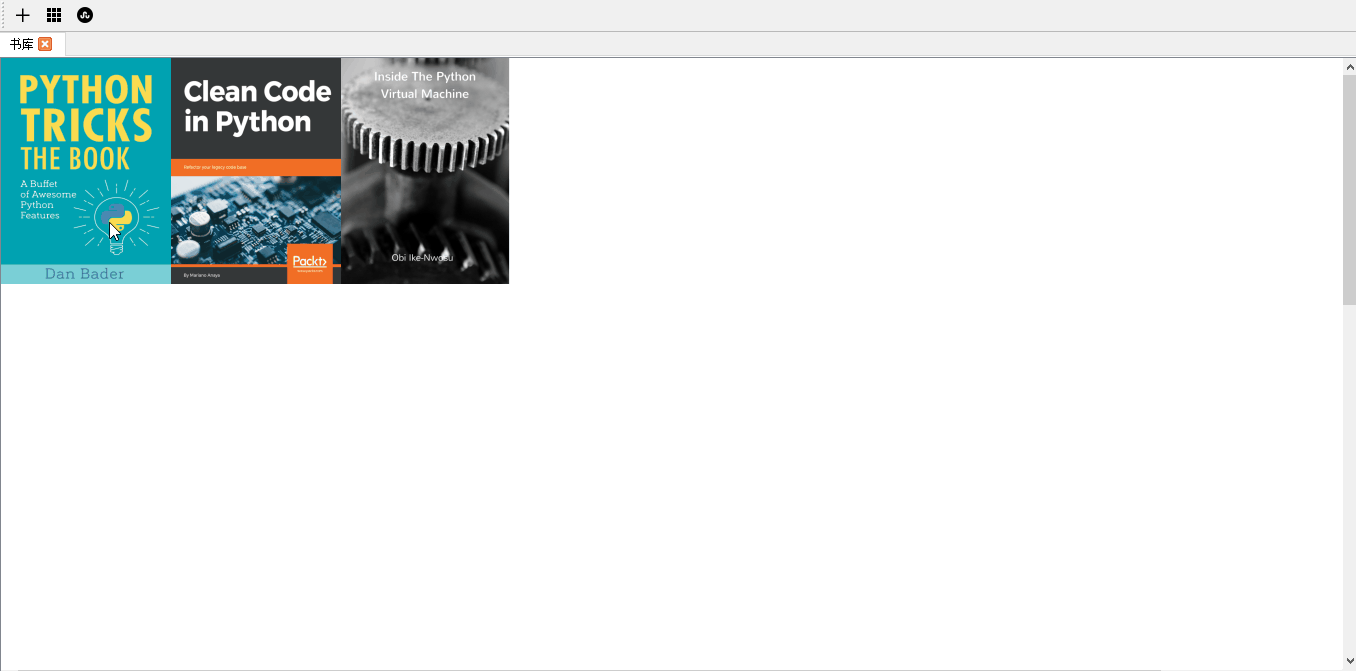 书库
PYTHON
TRICKS
THE BOOK
A Buffet
of Awesome
Python
Features
Dan Bader
Clean Code
in Python
Refactor your legacy code base
Packt>
By Mariano Anaya
Inside The Python
Virtual Machine
Obi Ike-Nwosu